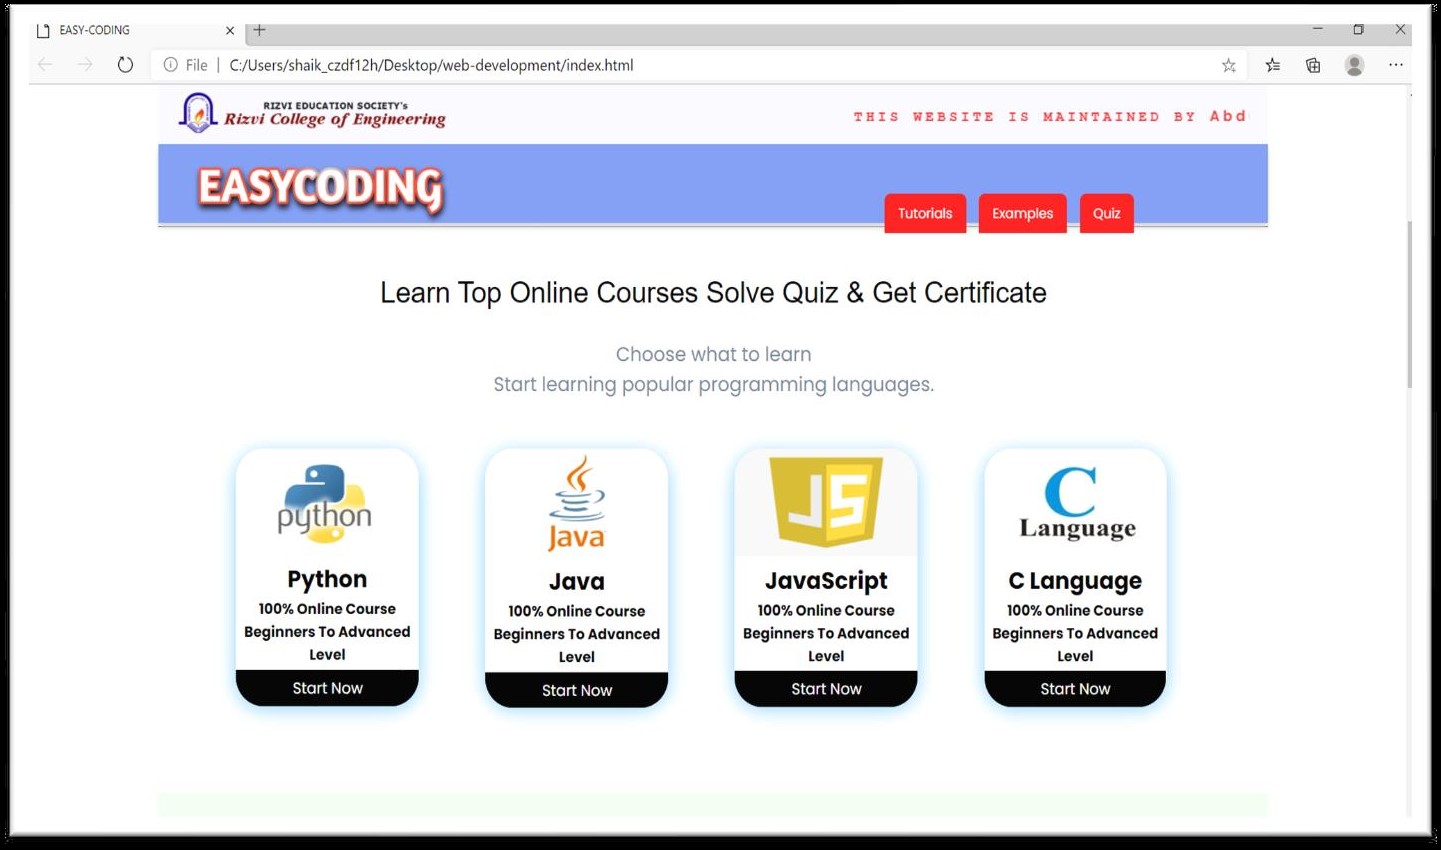 EASY-CODING
File | C:/Users/shaik_czdf12h/Desktop/web-development/index.html
RIZVI EDUCATION SOCIETY's
Rizvi College of Engineering
THIS WEBSITE IS MAINTAINED BY Abd
EASYCODING
Tutorials Examples Quiz
Learn Top Online Courses Solve Quiz & Get Certificate
Choose what to learn
Start learning popular programming languages.
python
Python
100% Online Course
Beginners To Advanced
Level
Start Now
Java
Java
100% Online Course
Beginners To Advanced
Level
Start Now
JS
JavaScript
100% Online Course
Beginners To Advanced
Level
Start Now
C
Language
C Language
100% Online Course
Beginners To Advanced
Level
Start Now